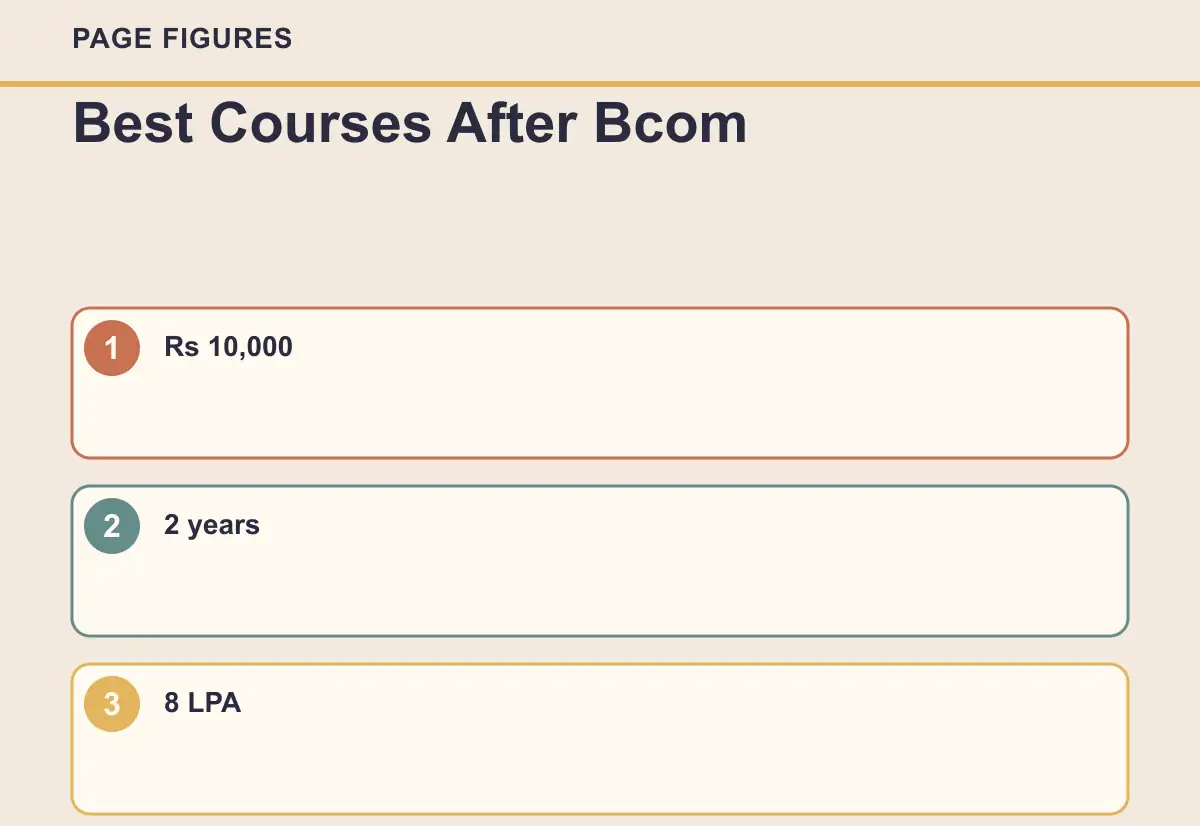 PAGE FIGURES
Best Courses After Bcom
1
Rs 10,000
2
2 years
3
8 LPA